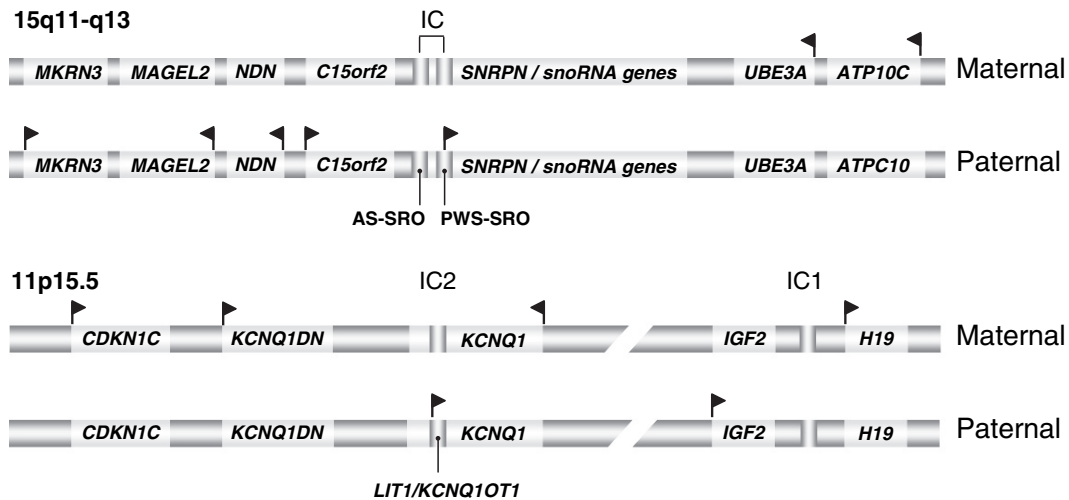 15q11-q13 IC
MKRN3 MAGEL2 NDN C15orf2 SNRPN / snoRNA genes UBE3A ATP10C Maternal
MKRN3 MAGEL2 NDN C15orf2 SNRPN / snoRNA genes UBE3A ATPC10 Paternal
AS-SRO PWS-SRO
11p15.5 IC2 IC1
CDKN1C KCNQ1DN KCNQ1 IGF2 H19 Maternal
CDKN1C KCNQ1DN KCNQ1 IGF2 H19 Paternal
LIT1/KCNQ1OT1